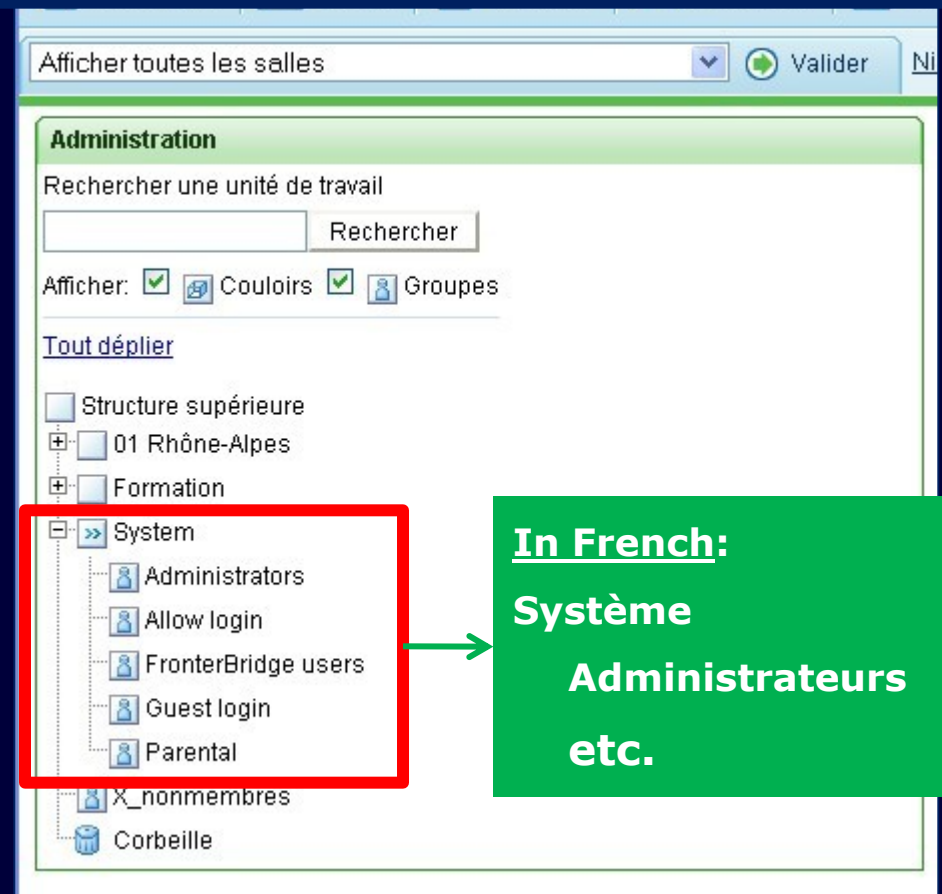 Afficher toutes les salles
Valider
Ni
Administration
Rechercher une unité de travail
Rechercher
Afficher: Couloirs Groupes
Tout déplier
Structure supérieure
01 Rhône-Alpes
Formation
System
Administrators
Allow login
FronterBridge users
Guest login
Parental
X_nonmembres
Corbeille
In French:
Système
Administrateurs
etc.